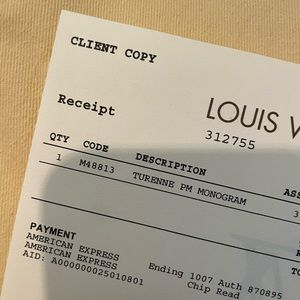 CLIENT COPY
Receipt
LOUIS
312755
QTY CODE DESCRIPTION
1 M48813 TURENNE PM MONOGRAM
PAYMENT
AMERICAN EXPRESS
AMERICAN EXPRESS Ending 1007 Auth 870895
AID: A000000025010801 Chip Read